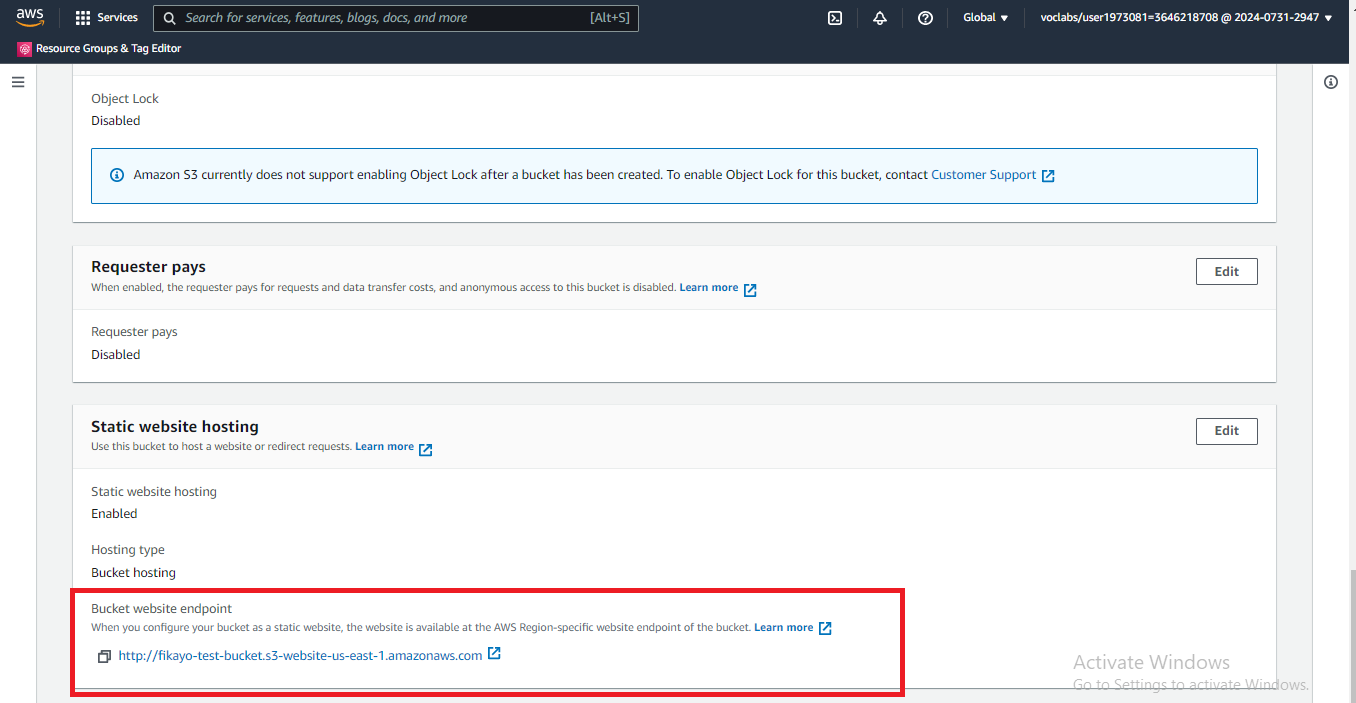 aws
Services
Search for services, features, blogs, docs, and more [Alt+S]
Global
voclabs/user1973081=3646218708 @ 2024-0731-2947
Resource Groups & Tag Editor
Object Lock
Disabled
Amazon S3 currently does not support enabling Object Lock after a bucket has been created. To enable Object Lock for this bucket, contact Customer Support
Requester pays
Edit
When enabled, the requester pays for requests and data transfer costs, and anonymous access to this bucket is disabled. Learn more
Requester pays
Disabled
Static website hosting
Edit
Use this bucket to host a website or redirect requests. Learn more
Static website hosting
Enabled
Hosting type
Bucket hosting
Bucket website endpoint
When you configure your bucket as a static website, the website is available at the AWS Region-specific website endpoint of the bucket. Learn more
http://fikayo-test-bucket.s3-website-us-east-1.amazonaws.com
Activate Windows
Go to Settings to activate Windows.